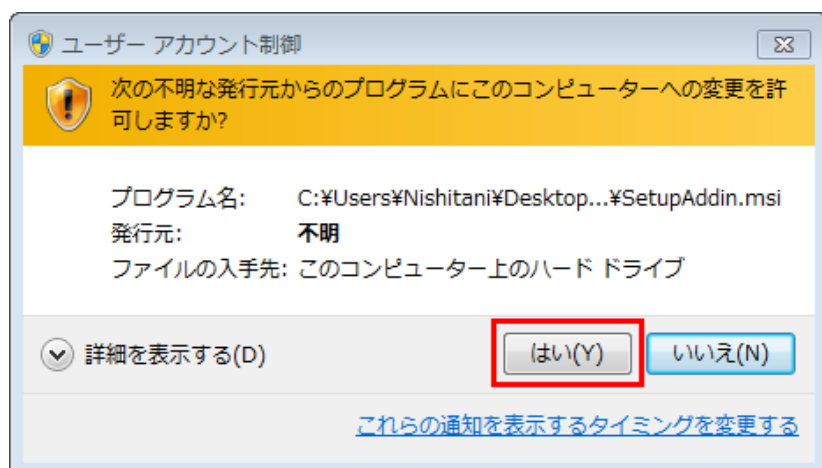 ユーザー アカウント制御
次の不明な発行元からのプログラムにこのコンピューターへの変更を許
可しますか?
プログラム名: C:¥Users¥Nishitani¥Desktop...¥SetupAddin.msi
発行元: 不明
ファイルの入手先: このコンピューター上のハード ドライブ
詳細を表示する(D) はい(Y) いいえ(N)
これらの通知を表示するタイミングを変更する